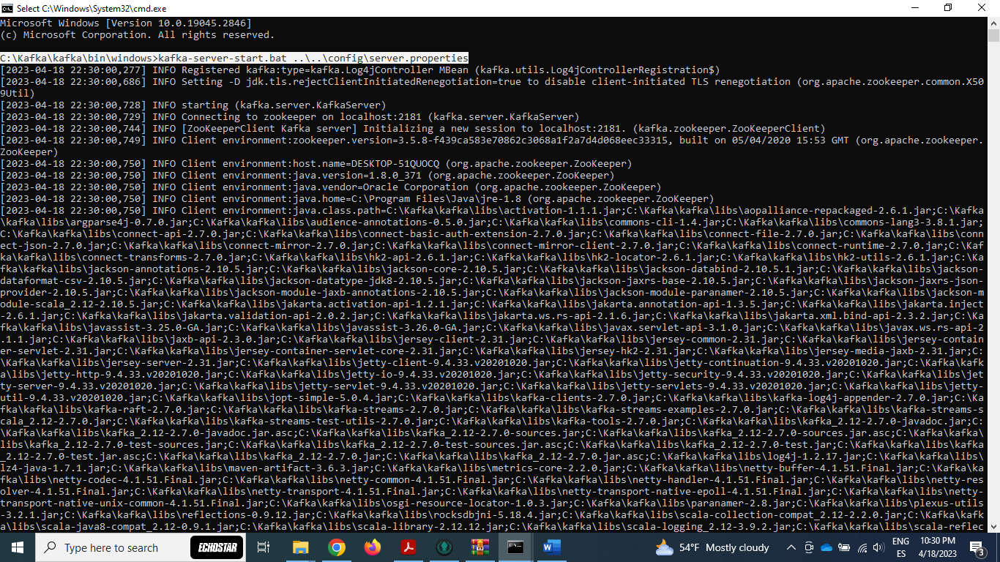 Select C:\Windows\System32\cmd.exe
Microsoft Windows [Version 10.0.19045.2846]
(c) Microsoft Corporation. All rights reserved.
C:\Kafka\kafka\bin\windows>kafka-server-start.bat ..\..\config\server.properties
[2023-04-18 22:30:00,277] INFO Registered kafka:type=kafka.Log4jController MBean (kafka.utils.Log4jControllerRegistration$)
[2023-04-18 22:30:00,686] INFO Setting -D jdk.tls.rejectClientInitiatedRenegotiation=true to disable client-initiated TLS renegotiation (org.apache.zookeeper.common.X50
9Util)
[2023-04-18 22:30:00,728] INFO starting (kafka.server.KafkaServer)
[2023-04-18 22:30:00,729] INFO Connecting to zookeeper on localhost:2181 (kafka.server.KafkaServer)
[2023-04-18 22:30:00,744] INFO [ZooKeeperClient Kafka server] Initializing a new session to localhost:2181. (kafka.zookeeper.ZooKeeperClient)
[2023-04-18 22:30:00,749] INFO Client environment:zookeeper.version=3.5.8-f439ca583e70862c3068a1f2a7d4d068eec33315, built on 05/04/2020 15:53 GMT (org.apache.zookeeper.
ZooKeeper)
[2023-04-18 22:30:00,750] INFO Client environment:host.name=DESKTOP-51QUOCQ (org.apache.zookeeper.ZooKeeper)
[2023-04-18 22:30:00,750] INFO Client environment:java.version=1.8.0_371 (org.apache.zookeeper.ZooKeeper)
[2023-04-18 22:30:00,750] INFO Client environment:java.vendor=Oracle Corporation (org.apache.zookeeper.ZooKeeper)
[2023-04-18 22:30:00,750] INFO Client environment:java.home=C:\Program Files\Java\jre-1.8 (org.apache.zookeeper.ZooKeeper)
[2023-04-18 22:30:00,750] INFO Client environment:java.class.path=C:\Kafka\kafka\libs\activation-1.1.1.jar;C:\Kafka\kafka\libs\aopalliance-repackaged-2.6.1.jar;C:\Kafka
\kafka\libs\argparse4j-0.7.0.jar;C:\Kafka\kafka\libs\audience-annotations-0.5.0.jar;C:\Kafka\kafka\libs\commons-cli-1.4.jar;C:\Kafka\kafka\libs\commons-lang3-3.8.1.jar;
C:\Kafka\kafka\libs\connect-api-2.7.0.jar;C:\Kafka\kafka\libs\connect-basic-auth-extension-2.7.0.jar;C:\Kafka\kafka\libs\connect-file-2.7.0.jar;C:\Kafka\kafka\libs\conn
ect-json-2.7.0.jar;C:\Kafka\kafka\libs\connect-mirror-2.7.0.jar;C:\Kafka\kafka\libs\connect-mirror-client-2.7.0.jar;C:\Kafka\kafka\libs\connect-runtime-2.7.0.jar;C:\Kaf
ka\kafka\libs\connect-transforms-2.7.0.jar;C:\Kafka\kafka\libs\hk2-api-2.6.1.jar;C:\Kafka\kafka\libs\hk2-locator-2.6.1.jar;C:\Kafka\kafka\libs\hk2-utils-2.6.1.jar;C:\Ka
fka\kafka\libs\jackson-annotations-2.10.5.jar;C:\Kafka\kafka\libs\jackson-core-2.10.5.jar;C:\Kafka\kafka\libs\jackson-databind-2.10.5.1.jar;C:\Kafka\kafka\libs\jackson-
dataformat-csv-2.10.5.jar;C:\Kafka\kafka\libs\jackson-datatype-jdk8-2.10.5.jar;C:\Kafka\kafka\libs\jackson-jaxrs-base-2.10.5.jar;C:\Kafka\kafka\libs\jackson-jaxrs-json-
provider-2.10.5.jar;C:\Kafka\kafka\libs\jackson-module-jaxb-annotations-2.10.5.jar;C:\Kafka\kafka\libs\jackson-module-paranamer-2.10.5.jar;C:\Kafka\kafka\libs\jackson-m
odule-scala_2.12-2.10.5.jar;C:\Kafka\kafka\libs\jakarta.activation-api-1.2.1.jar;C:\Kafka\kafka\libs\jakarta.annotation-api-1.3.5.jar;C:\Kafka\kafka\libs\jakarta.inject
-2.6.1.jar;C:\Kafka\kafka\libs\jakarta.validation-api-2.0.2.jar;C:\Kafka\kafka\libs\jakarta.ws.rs-api-2.1.6.jar;C:\Kafka\kafka\libs\jakarta.xml.bind-api-2.3.2.jar;C:\Ka
fka\kafka\libs\javassist-3.25.0-GA.jar;C:\Kafka\kafka\libs\javassist-3.26.0-GA.jar;C:\Kafka\kafka\libs\javax.servlet-api-3.1.0.jar;C:\Kafka\kafka\libs\javax.ws.rs-api-2
.1.1.jar;C:\Kafka\kafka\libs\jaxb-api-2.3.0.jar;C:\Kafka\kafka\libs\jersey-client-2.31.jar;C:\Kafka\kafka\libs\jersey-common-2.31.jar;C:\Kafka\kafka\libs\jersey-contain
er-servlet-2.31.jar;C:\Kafka\kafka\libs\jersey-container-servlet-core-2.31.jar;C:\Kafka\kafka\libs\jersey-hk2-2.31.jar;C:\Kafka\kafka\libs\jersey-media-jaxb-2.31.jar;C:
\Kafka\kafka\libs\jersey-server-2.31.jar;C:\Kafka\kafka\libs\jetty-client-9.4.33.v20201020.jar;C:\Kafka\kafka\libs\jetty-continuation-9.4.33.v20201020.jar;C:\Kafka\kafk
a\libs\jetty-http-9.4.33.v20201020.jar;C:\Kafka\kafka\libs\jetty-io-9.4.33.v20201020.jar;C:\Kafka\kafka\libs\jetty-security-9.4.33.v20201020.jar;C:\Kafka\kafka\libs\jet
ty-server-9.4.33.v20201020.jar;C:\Kafka\kafka\libs\jetty-servlet-9.4.33.v20201020.jar;C:\Kafka\kafka\libs\jetty-servlets-9.4.33.v20201020.jar;C:\Kafka\kafka\libs\jetty-
util-9.4.33.v20201020.jar;C:\Kafka\kafka\libs\jopt-simple-5.0.4.jar;C:\Kafka\kafka\libs\kafka-clients-2.7.0.jar;C:\Kafka\kafka\libs\kafka-log4j-appender-2.7.0.jar;C:\Ka
fka\kafka\libs\kafka-raft-2.7.0.jar;C:\Kafka\kafka\libs\kafka-streams-2.7.0.jar;C:\Kafka\kafka\libs\kafka-streams-examples-2.7.0.jar;C:\Kafka\kafka\libs\kafka-streams-s
cala_2.12-2.7.0.jar;C:\Kafka\kafka\libs\kafka-streams-test-utils-2.7.0.jar;C:\Kafka\kafka\libs\kafka-tools-2.7.0.jar;C:\Kafka\kafka\libs\kafka_2.12-2.7.0-javadoc.jar;C:
\Kafka\kafka\libs\kafka_2.12-2.7.0-javadoc.jar.asc;C:\Kafka\kafka\libs\kafka_2.12-2.7.0-sources.jar;C:\Kafka\kafka\libs\kafka_2.12-2.7.0-sources.jar.asc;C:\Kafka\kafka\
libs\kafka_2.12-2.7.0-test-sources.jar;C:\Kafka\kafka\libs\kafka_2.12-2.7.0-test-sources.jar.asc;C:\Kafka\kafka\libs\kafka_2.12-2.7.0-test.jar;C:\Kafka\kafka\libs\kafka
_2.12-2.7.0-test.jar.asc;C:\Kafka\kafka\libs\kafka_2.12-2.7.0.jar;C:\Kafka\kafka\libs\kafka_2.12-2.7.0.jar.asc;C:\Kafka\kafka\libs\log4j-1.2.17.jar;C:\Kafka\kafka\libs\
lz4-java-1.7.1.jar;C:\Kafka\kafka\libs\maven-artifact-3.6.3.jar;C:\Kafka\kafka\libs\metrics-core-2.2.0.jar;C:\Kafka\kafka\libs\netty-buffer-4.1.51.Final.jar;C:\Kafka\ka
fka\libs\netty-codec-4.1.51.Final.jar;C:\Kafka\kafka\libs\netty-common-4.1.51.Final.jar;C:\Kafka\kafka\libs\netty-handler-4.1.51.Final.jar;C:\Kafka\kafka\libs\netty-res
olver-4.1.51.Final.jar;C:\Kafka\kafka\libs\netty-transport-4.1.51.Final.jar;C:\Kafka\kafka\libs\netty-transport-native-epoll-4.1.51.Final.jar;C:\Kafka\kafka\libs\netty-
transport-native-unix-common-4.1.51.Final.jar;C:\Kafka\kafka\libs\osgi-resource-locator-1.0.3.jar;C:\Kafka\kafka\libs\paranamer-2.8.jar;C:\Kafka\kafka\libs\plexus-utils
-3.2.1.jar;C:\Kafka\kafka\libs\reflections-0.9.12.jar;C:\Kafka\kafka\libs\rocksdbjni-5.18.4.jar;C:\Kafka\kafka\libs\scala-collection-compat_2.12-2.2.0.jar;C:\Kafka\kafk
a\libs\scala-java8-compat_2.12-0.9.1.jar;C:\Kafka\kafka\libs\scala-library-2.12.12.jar;C:\Kafka\kafka\libs\scala-logging_2.12-3.9.2.jar;C:\Kafka\kafka\libs\scala-reflec
Type here to search
ECHOSTAR
54°F Mostly cloudy
ENG
ES
10:30 PM
4/18/2023
3